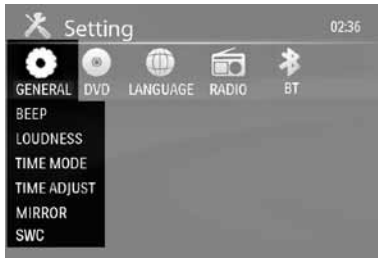 Setting 02:36
GENERAL DVD LANGUAGE RADIO BT
BEEP
LOUDNESS
TIME MODE
TIME ADJUST
MIRROR
SWC